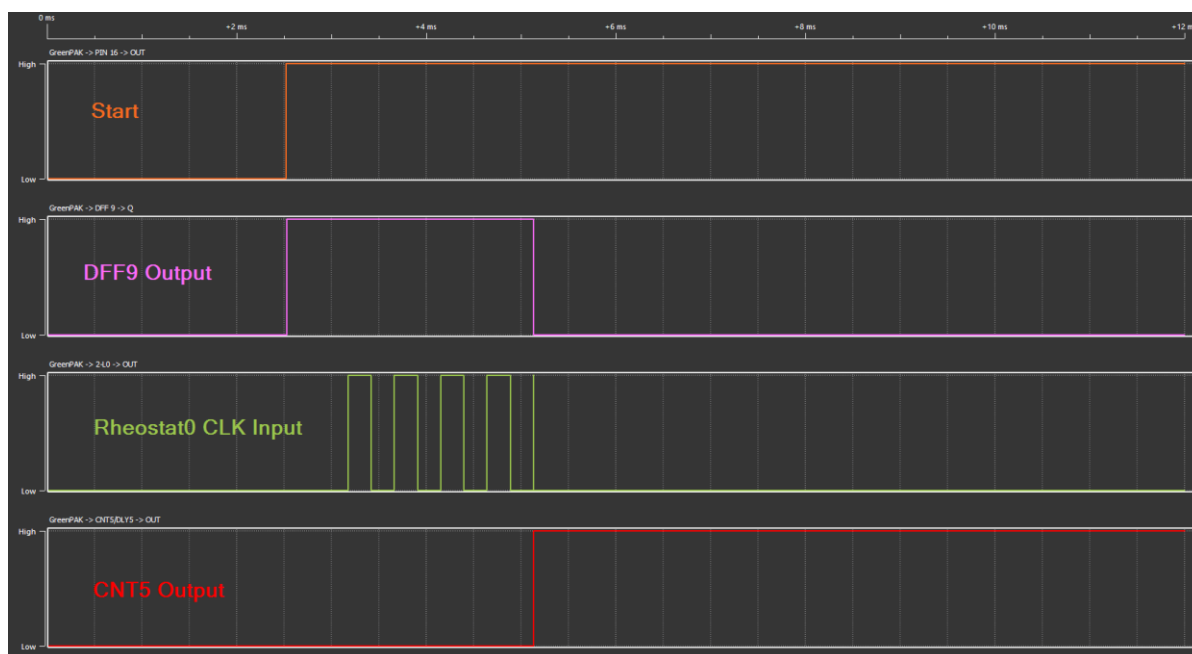 0 ms
+2 ms
+4 ms
+6 ms
+8 ms
+10 ms
+12 m
GreenPAK -> PIN 16 -> OUT
High
Start
Low
GreenPAK -> DFF 9 -> Q
High
DFF9 Output
Low
GreenPAK -> 2-L0 -> OUT
High
Rheostat0 CLK Input
Low
GreenPAK -> CNT5/DLY5 -> OUT
High
CNT5 Output
Low